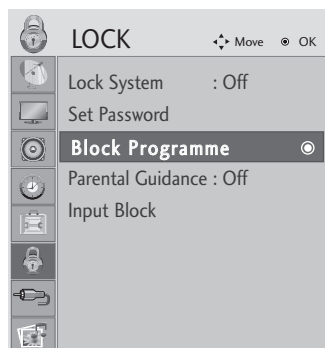 LOCK Move OK
Lock System : Off
Set Password
Block Programme
Parental Guidance : Off
Input Block